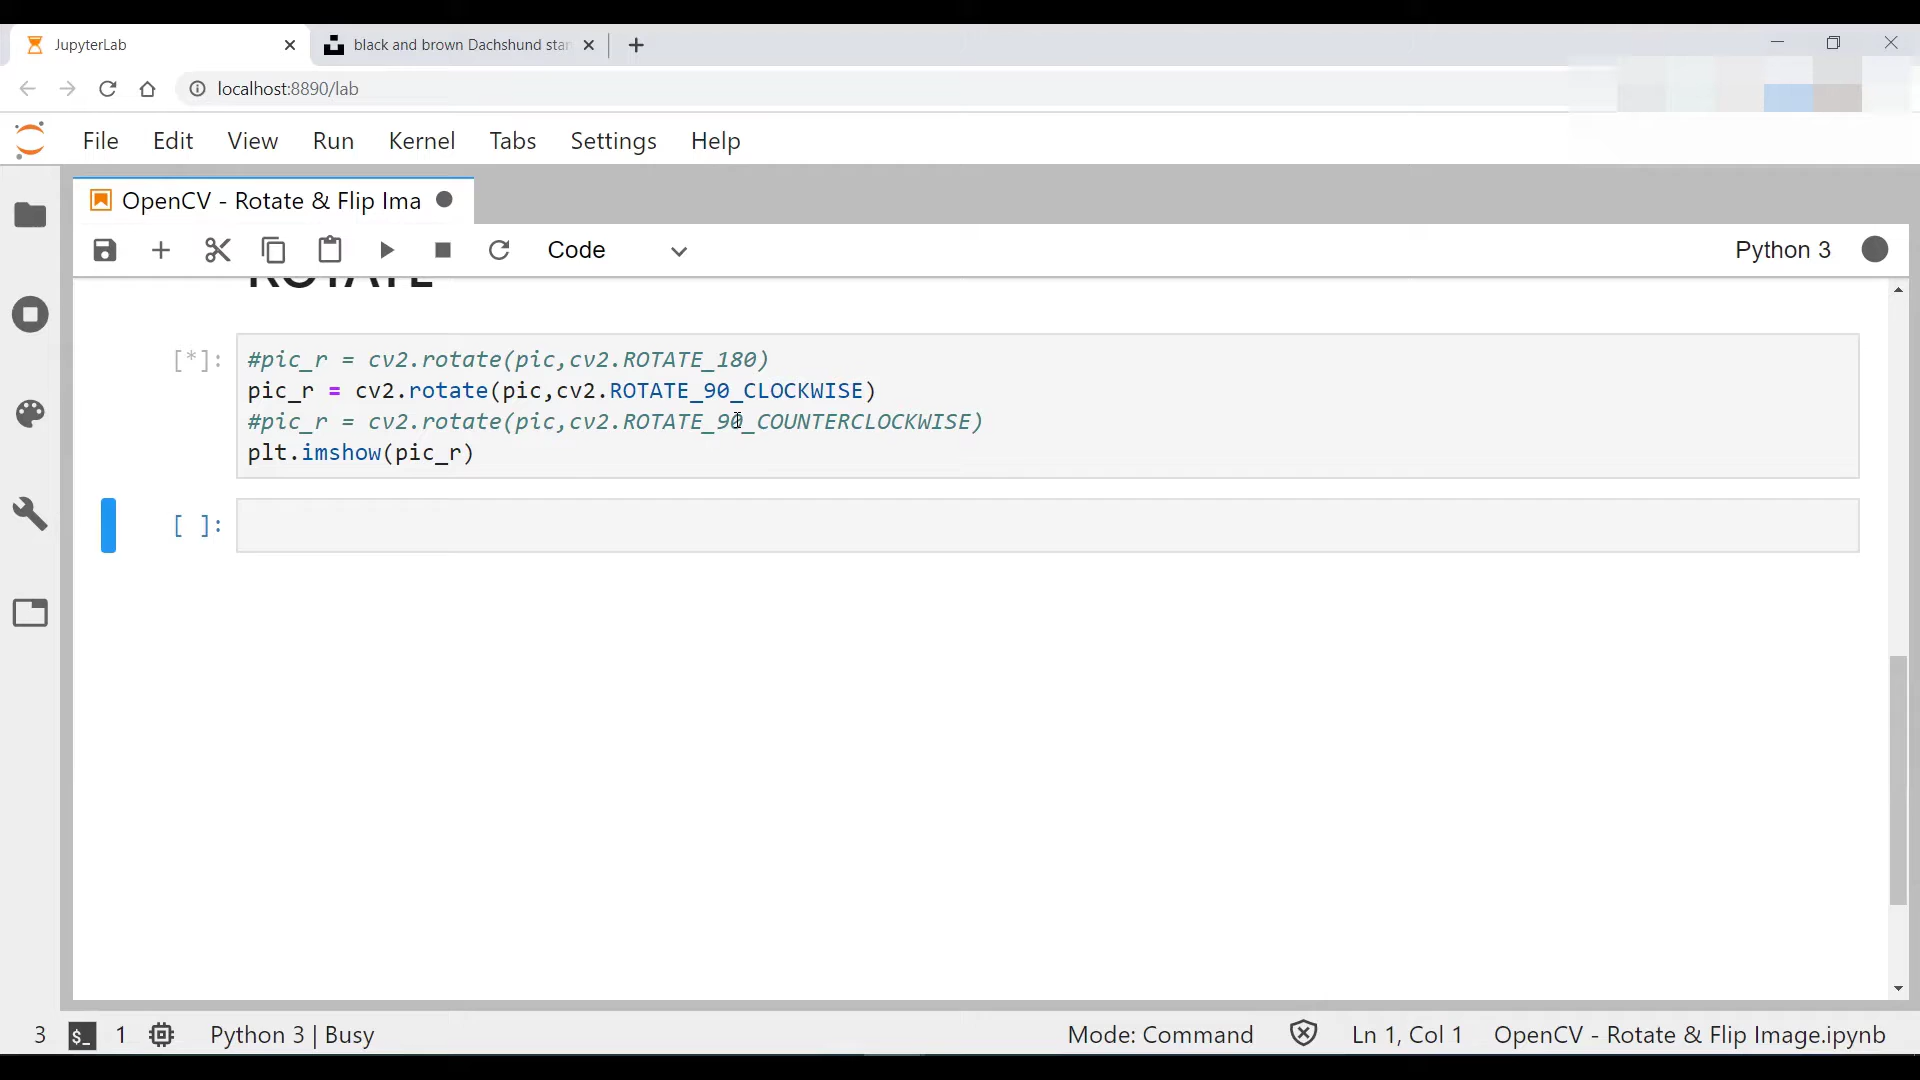 JupyterLab
black and brown Dachshund star
localhost:8890/lab
File Edit View Run Kernel Tabs Settings Help
OpenCV - Rotate & Flip Ima
Code
Python 3
ROTATE
[*]:
#pic_r = cv2.rotate(pic,cv2.ROTATE_180)
pic_r = cv2.rotate(pic,cv2.ROTATE_90_CLOCKWISE)
#pic_r = cv2.rotate(pic,cv2.ROTATE_90_COUNTERCLOCKWISE)
plt.imshow(pic_r)
[ ]:
3 $_ 1 Python 3 | Busy Mode: Command Ln 1, Col 1 OpenCV - Rotate & Flip Image.ipynb